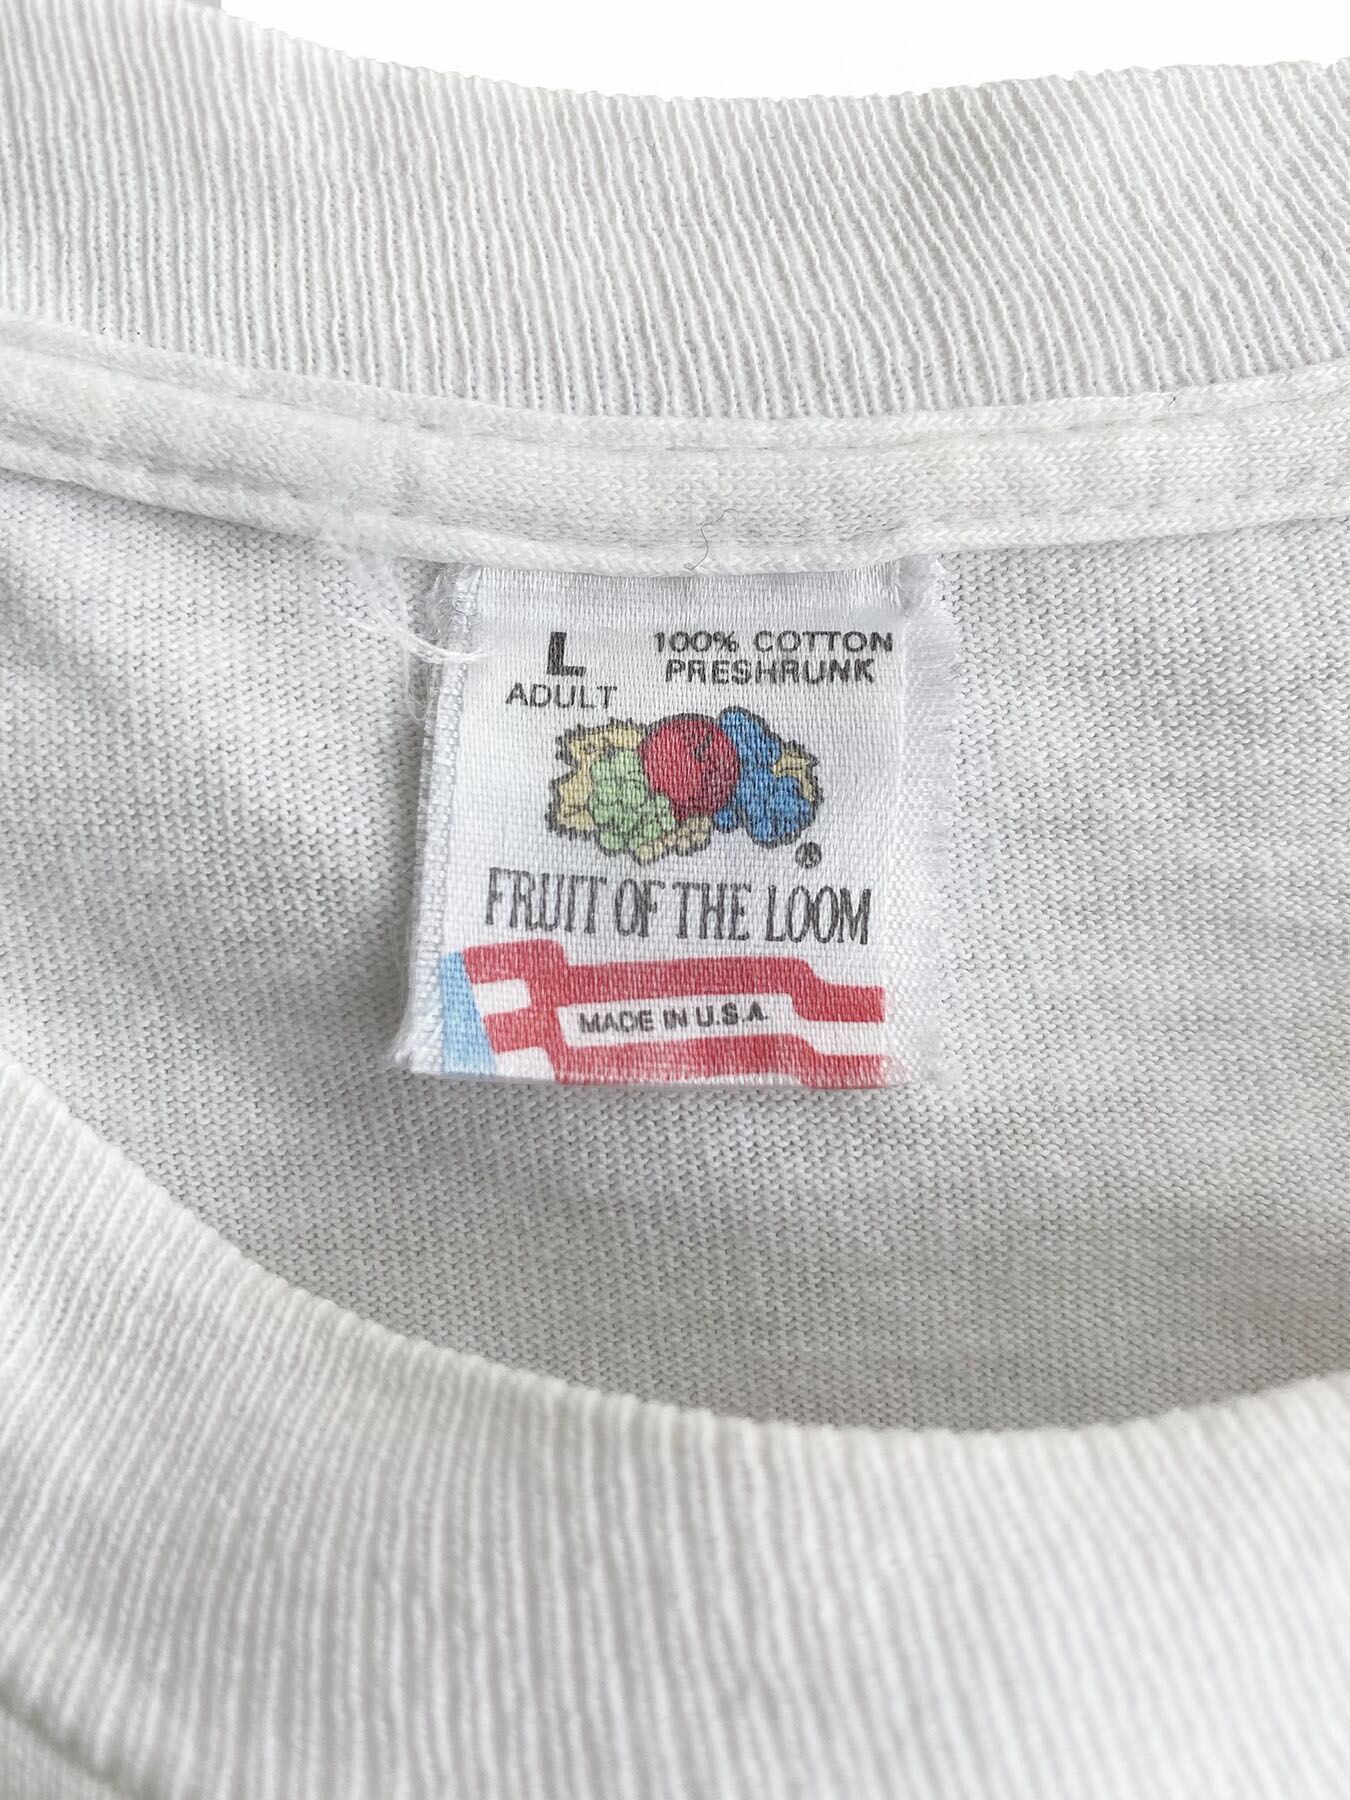 L
ADULT
100% COTTON
PRESHRUNK
®
FRUIT OF THE LOOM
MADE IN U.S.A.